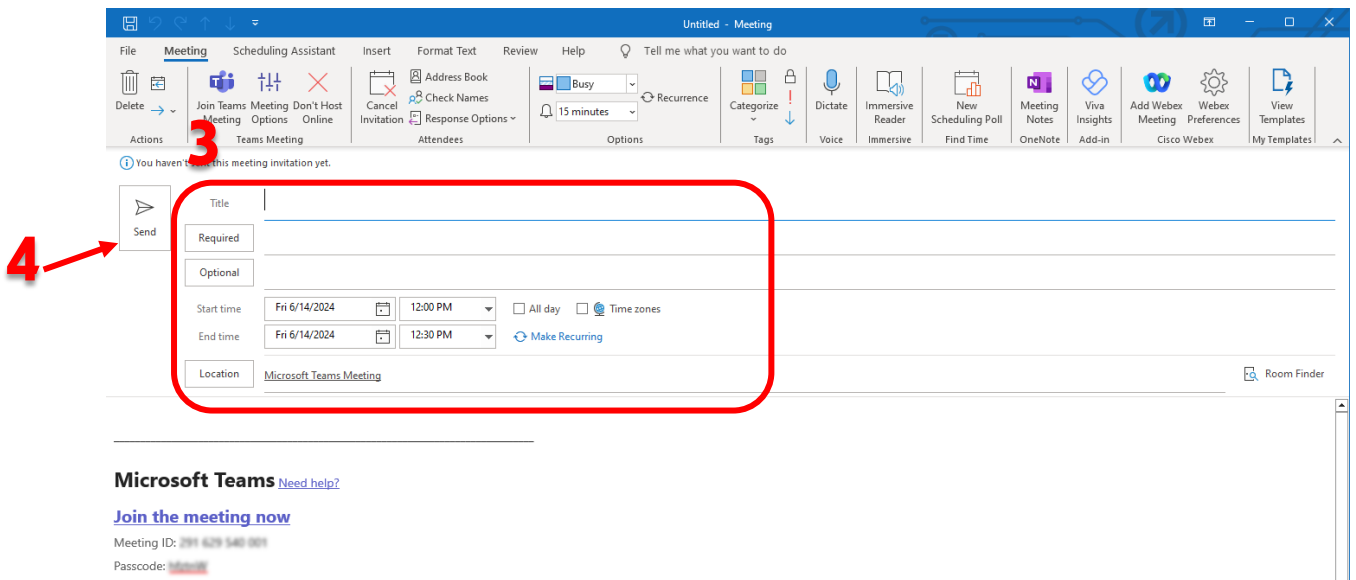 Untitled - Meeting
File Meeting Scheduling Assistant Insert Format Text Review Help Tell me what you want to do
Delete
Actions
Join Teams Meeting
Meeting Options
Don't Host Online
Teams Meeting
Cancel Invitation
Address Book
Check Names
Response Options
Attendees
Busy
15 minutes
Recurrence
Options
Categorize
Tags
Dictate
Voice
Immersive Reader
Immersive
New Scheduling Poll
Find Time
Meeting Notes
OneNote
Viva Insights
Add-in
Add Webex Meeting
Webex Preferences
Cisco Webex
View Templates
My Templates
3
You haven't sent this meeting invitation yet.
4
Send
Title
Required
Optional
Start time Fri 6/14/2024 12:00 PM All day Time zones
End time Fri 6/14/2024 12:30 PM Make Recurring
Location Microsoft Teams Meeting Room Finder
Microsoft Teams Need help?
Join the meeting now
Meeting ID:
Passcode: